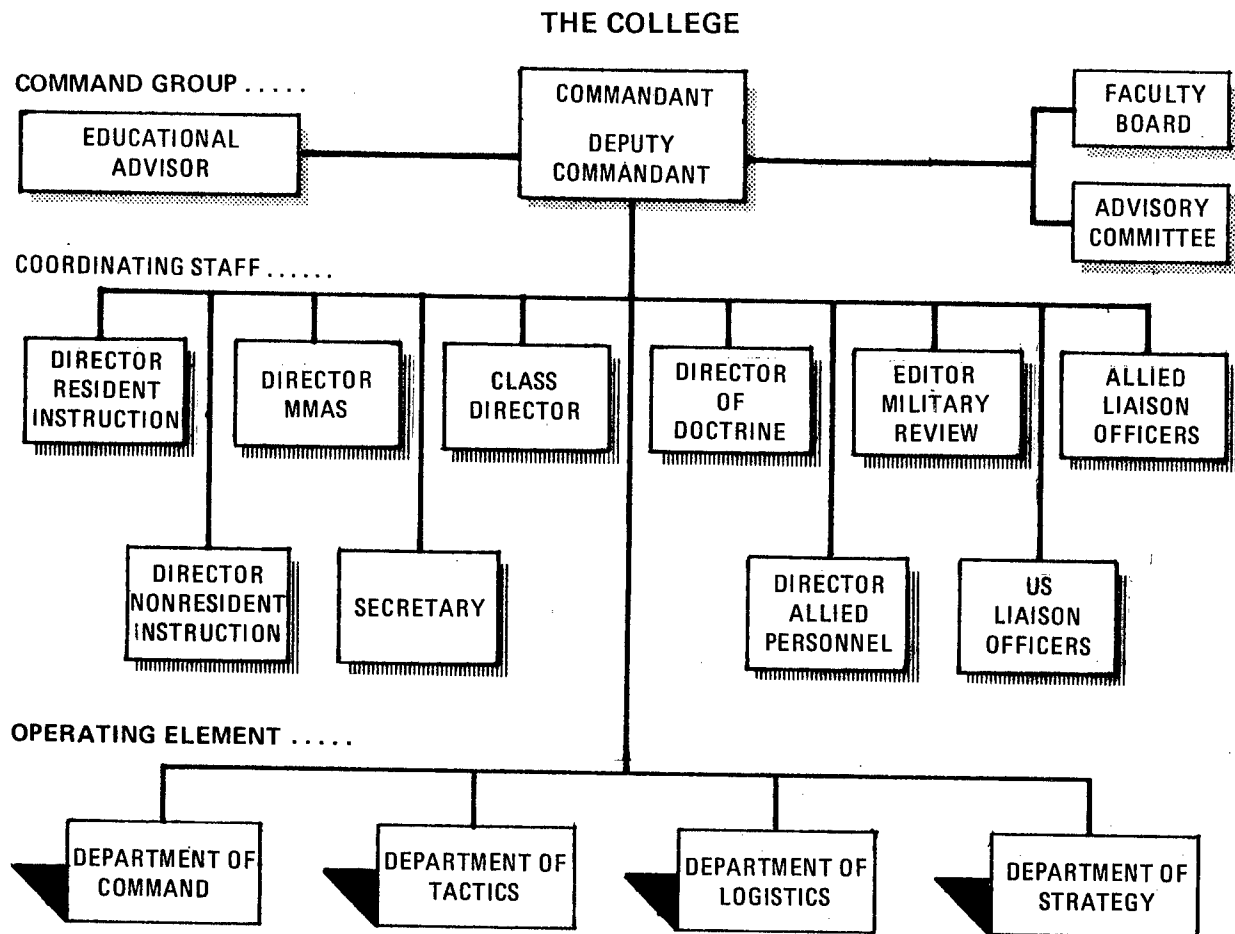 THE COLLEGE
COMMAND GROUP .....
EDUCATIONAL
ADVISOR
COMMANDANT
DEPUTY
COMMANDANT
FACULTY
BOARD
ADVISORY
COMMITTEE
COORDINATING STAFF ......
DIRECTOR
RESIDENT
INSTRUCTION
DIRECTOR
MMAS
CLASS
DIRECTOR
DIRECTOR
OF
DOCTRINE
EDITOR
MILITARY
REVIEW
ALLIED
LIAISON
OFFICERS
DIRECTOR
NONRESIDENT
INSTRUCTION
SECRETARY
DIRECTOR
ALLIED
PERSONNEL
US
LIAISON
OFFICERS
OPERATING ELEMENT .....
DEPARTMENT OF
COMMAND
DEPARTMENT OF
TACTICS
DEPARTMENT OF
LOGISTICS
DEPARTMENT OF
STRATEGY